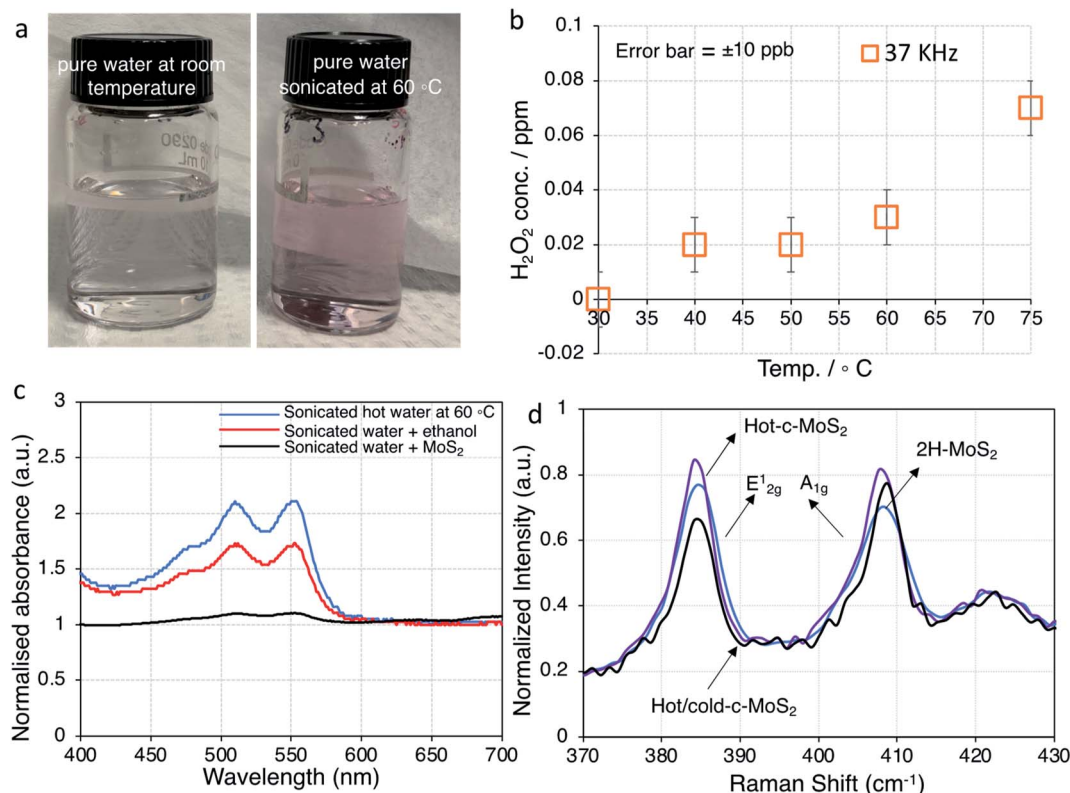 a
pure water at room
temperature
pure water
sonicated at 60 °C
b
0.1
0.08
0.06
0.04
0.02
0
-0.02
H₂O₂ conc. / ppm
Error bar = ±10 ppb
37 KHz
30 35 40 45 50 55 60 65 70 75
Temp. / ° C
c
3
2.5
2
1.5
1
0.5
0
Normalised absorbance (a.u.)
Sonicated hot water at 60 °C
Sonicated water + ethanol
Sonicated water + MoS₂
400 450 500 550 600 650 700
Wavelength (nm)
d
1
0.8
0.6
0.4
0.2
0
Normalized Intensity (a.u.)
Hot-c-MoS₂
2H-MoS₂
E¹₂g A₁g
Hot/cold-c-MoS₂
370 380 390 400 410 420 430
Raman Shift (cm⁻¹)